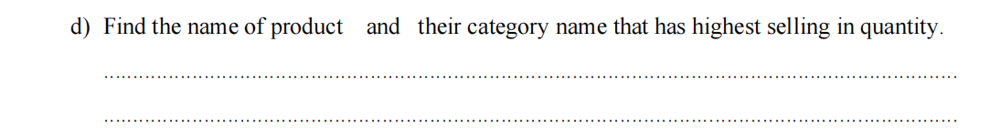 d) Find the name of product and their category name that has highest selling in quantity.
........................................................................................................................................
........................................................................................................................................